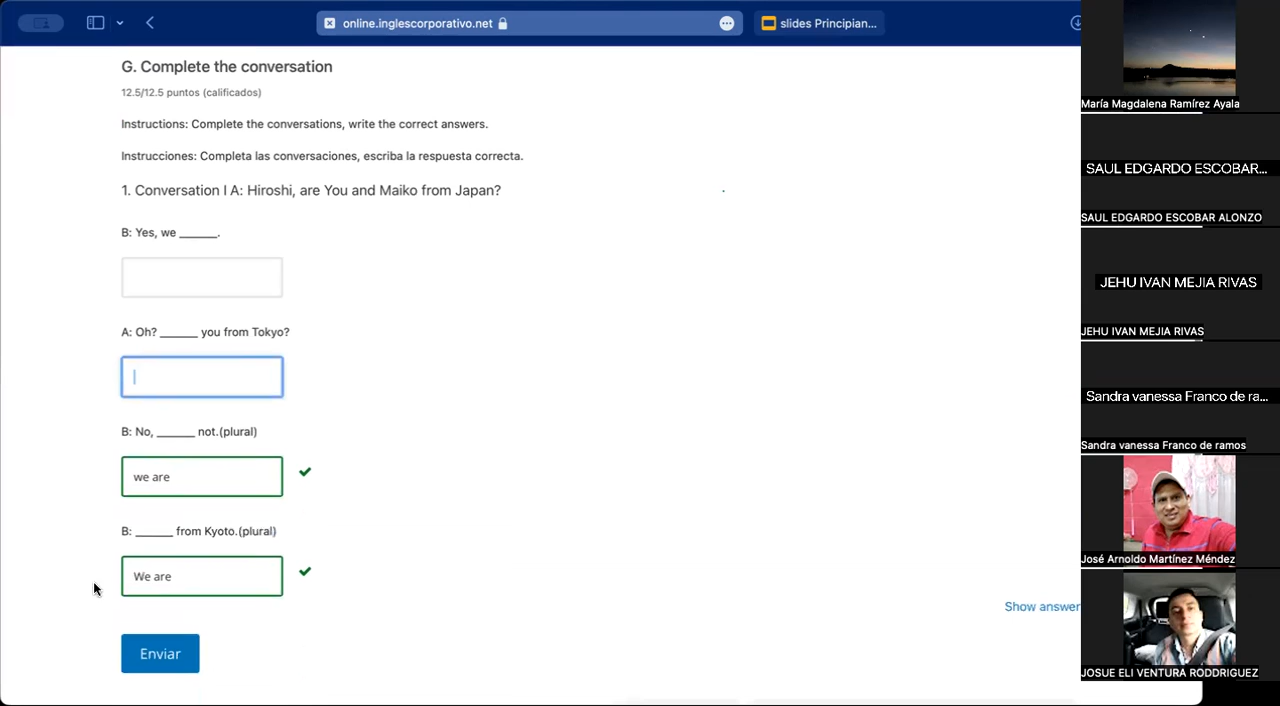 online.inglescorporativo.net
slides Principian...
G. Complete the conversation
12.5/12.5 puntos (calificados)
Instructions: Complete the conversations, write the correct answers.
Instrucciones: Completa las conversaciones, escriba la respuesta correcta.
1. Conversation I A: Hiroshi, are You and Maiko from Japan?
B: Yes, we ______.
A: Oh? ______ you from Tokyo?
B: No, ______ not.(plural)
we are
B: ______ from Kyoto.(plural)
We are
Show answer
Enviar
María Magdalena Ramírez Ayala
SAUL EDGARDO ESCOBAR...
SAUL EDGARDO ESCOBAR ALONZO
JEHU IVAN MEJIA RIVAS
JEHU IVAN MEJIA RIVAS
Sandra vanessa Franco de ra...
Sandra vanessa Franco de ramos
José Arnoldo Martínez Méndez
JOSUE ELI VENTURA RODDRIGUEZ